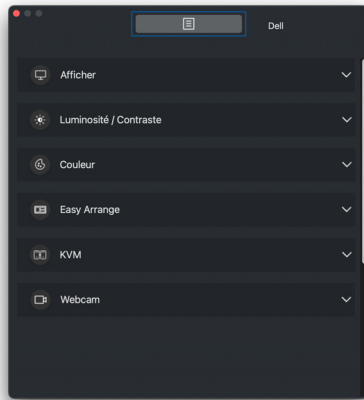 Dell
Afficher
Luminosité / Contraste
Couleur
Easy Arrange
KVM
Webcam